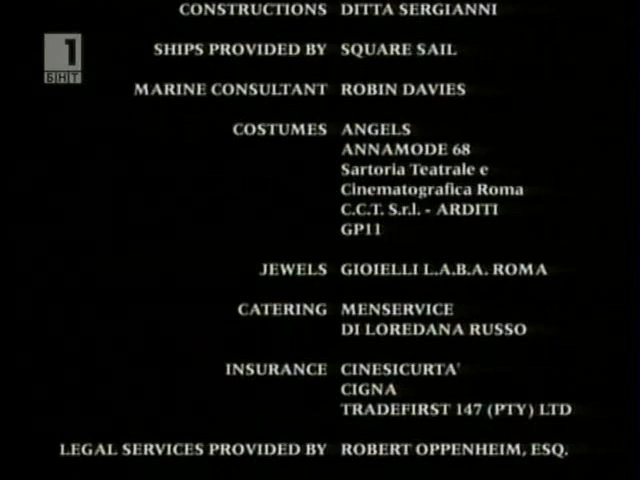 CONSTRUCTIONS DITTA SERGIANNI
1
БНТ
SHIPS PROVIDED BY SQUARE SAIL
MARINE CONSULTANT ROBIN DAVIES
COSTUMES ANGELS
ANNAMODE 68
Sartoria Teatrale e
Cinematografica Roma
C.C.T. S.r.l. - ARDITI
GP11
JEWELS GIOIELLI L.A.B.A. ROMA
CATERING MENSERVICE
DI LOREDANA RUSSO
INSURANCE CINESICURTA'
CIGNA
TRADEFIRST 147 (PTY) LTD
LEGAL SERVICES PROVIDED BY ROBERT OPPENHEIM, ESQ.